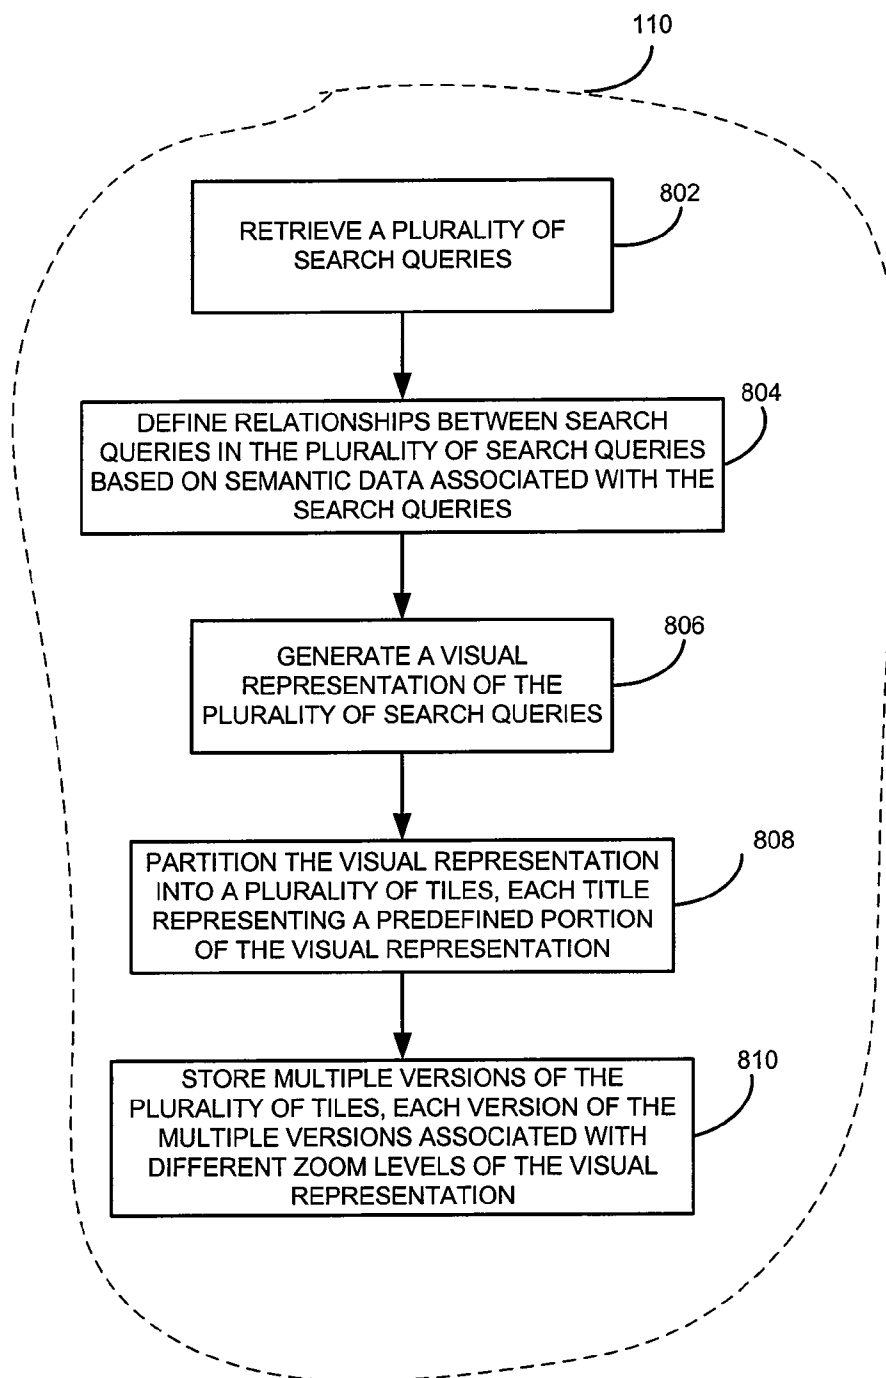 110
802
RETRIEVE A PLURALITY OF
SEARCH QUERIES
804
DEFINE RELATIONSHIPS BETWEEN SEARCH
QUERIES IN THE PLURALITY OF SEARCH QUERIES
BASED ON SEMANTIC DATA ASSOCIATED WITH THE
SEARCH QUERIES
806
GENERATE A VISUAL
REPRESENTATION OF THE
PLURALITY OF SEARCH QUERIES
808
PARTITION THE VISUAL REPRESENTATION
INTO A PLURALITY OF TILES, EACH TITLE
REPRESENTING A PREDEFINED PORTION
OF THE VISUAL REPRESENTATION
810
STORE MULTIPLE VERSIONS OF THE
PLURALITY OF TILES, EACH VERSION OF THE
MULTIPLE VERSIONS ASSOCIATED WITH
DIFFERENT ZOOM LEVELS OF THE VISUAL
REPRESENTATION